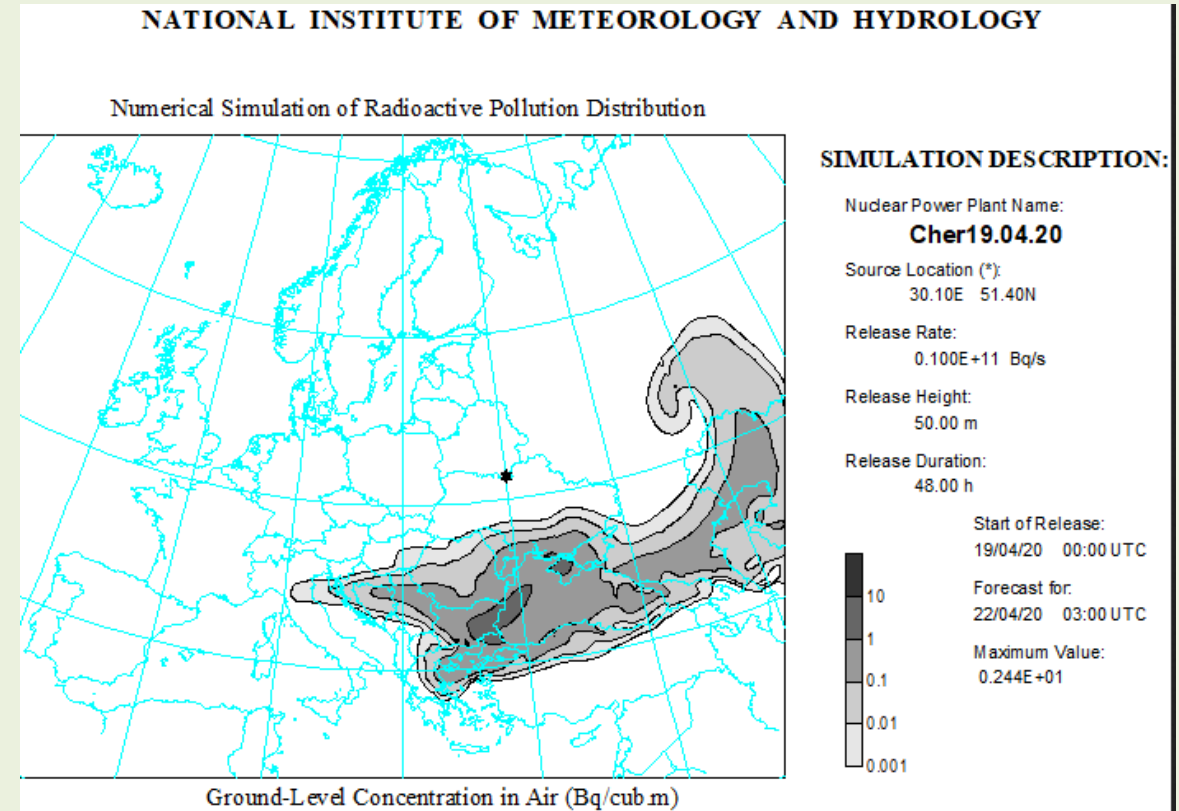 NATIONAL INSTITUTE OF METEOROLOGY AND HYDROLOGY
Numerical Simulation of Radioactive Pollution Distribution
SIMULATION DESCRIPTION:
Nuclear Power Plant Name:
Cher19.04.20
Source Location (*):
30.10E 51.40N
Release Rate:
0.100E+11 Bq/s
Release Height:
50.00 m
Release Duration:
48.00 h
Start of Release:
19/04/20 00:00 UTC
Forecast for:
22/04/20 03:00 UTC
Maximum Value:
0.244E+01
10
1
0.1
0.01
0.001
Ground-Level Concentration in Air (Bq/cub.m)